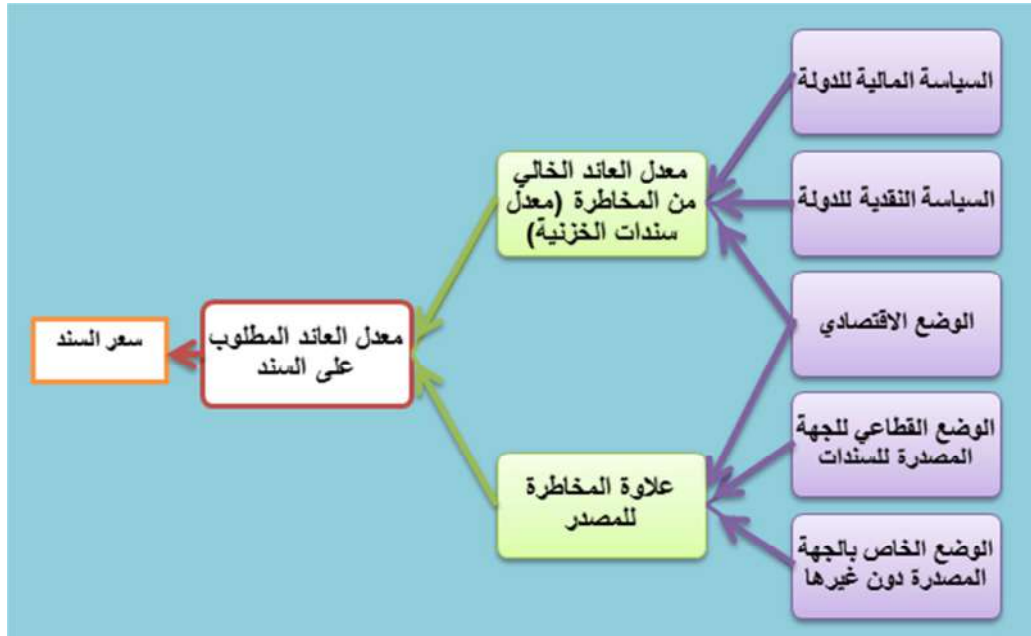 السياسة المالية للدولة
السياسة النقدية للدولة
الوضع الاقتصادي
الوضع القطاعي للجهة
المصدرة للسندات
الوضع الخاص بالجهة
المصدرة دون غيرها
معدل العائد الخالي
من المخاطرة (معدل
سندات الخزنية)
علاوة المخاطرة
للمصدر
معدل العائد المطلوب
على السند
سعر السند